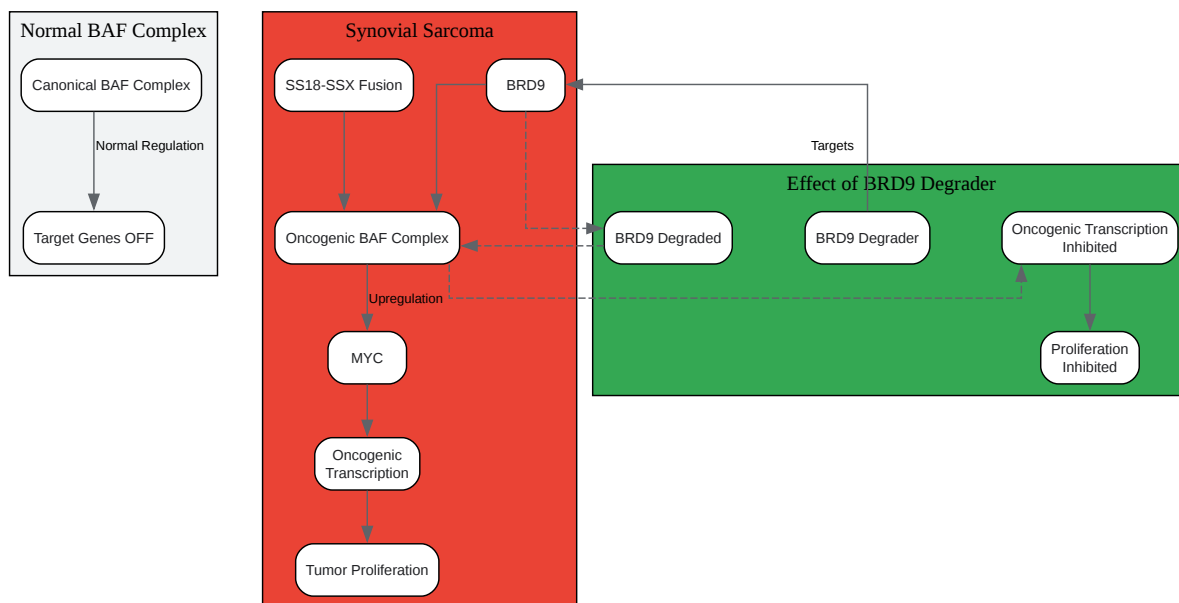 Normal BAF Complex
Canonical BAF Complex
Normal Regulation
Target Genes OFF
Synovial Sarcoma
SS18-SSX Fusion
BRD9
Oncogenic BAF Complex
Upregulation
MYC
Oncogenic
Transcription
Tumor Proliferation
Targets
Effect of BRD9 Degrader
BRD9 Degraded
BRD9 Degrader
Oncogenic Transcription
Inhibited
Proliferation
Inhibited